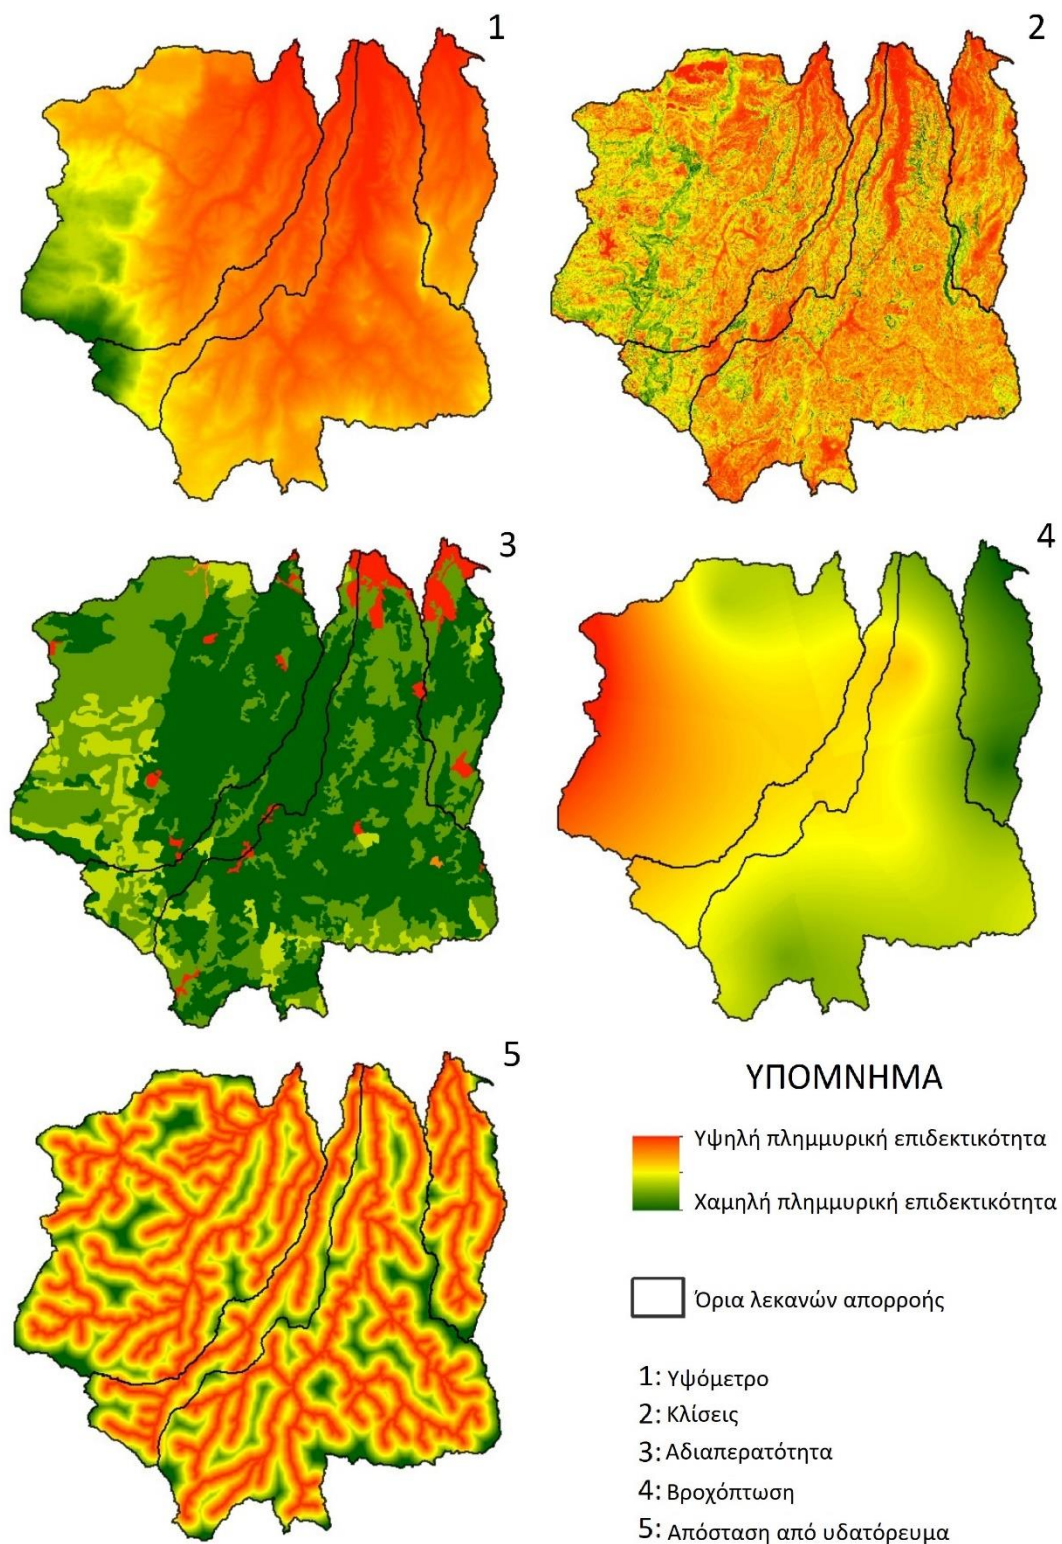 1
2
3
4
5
ΥΠΟΜΝΗΜΑ
Υψηλή πλημμυρική επιδεκτικότητα
Χαμηλή πλημμυρική επιδεκτικότητα
Όρια λεκανών απορροής
1: Υψόμετρο
2: Κλίσεις
3: Αδιαπερατότητα
4: Βροχόπτωση
5: Απόσταση από υδατόρευμα